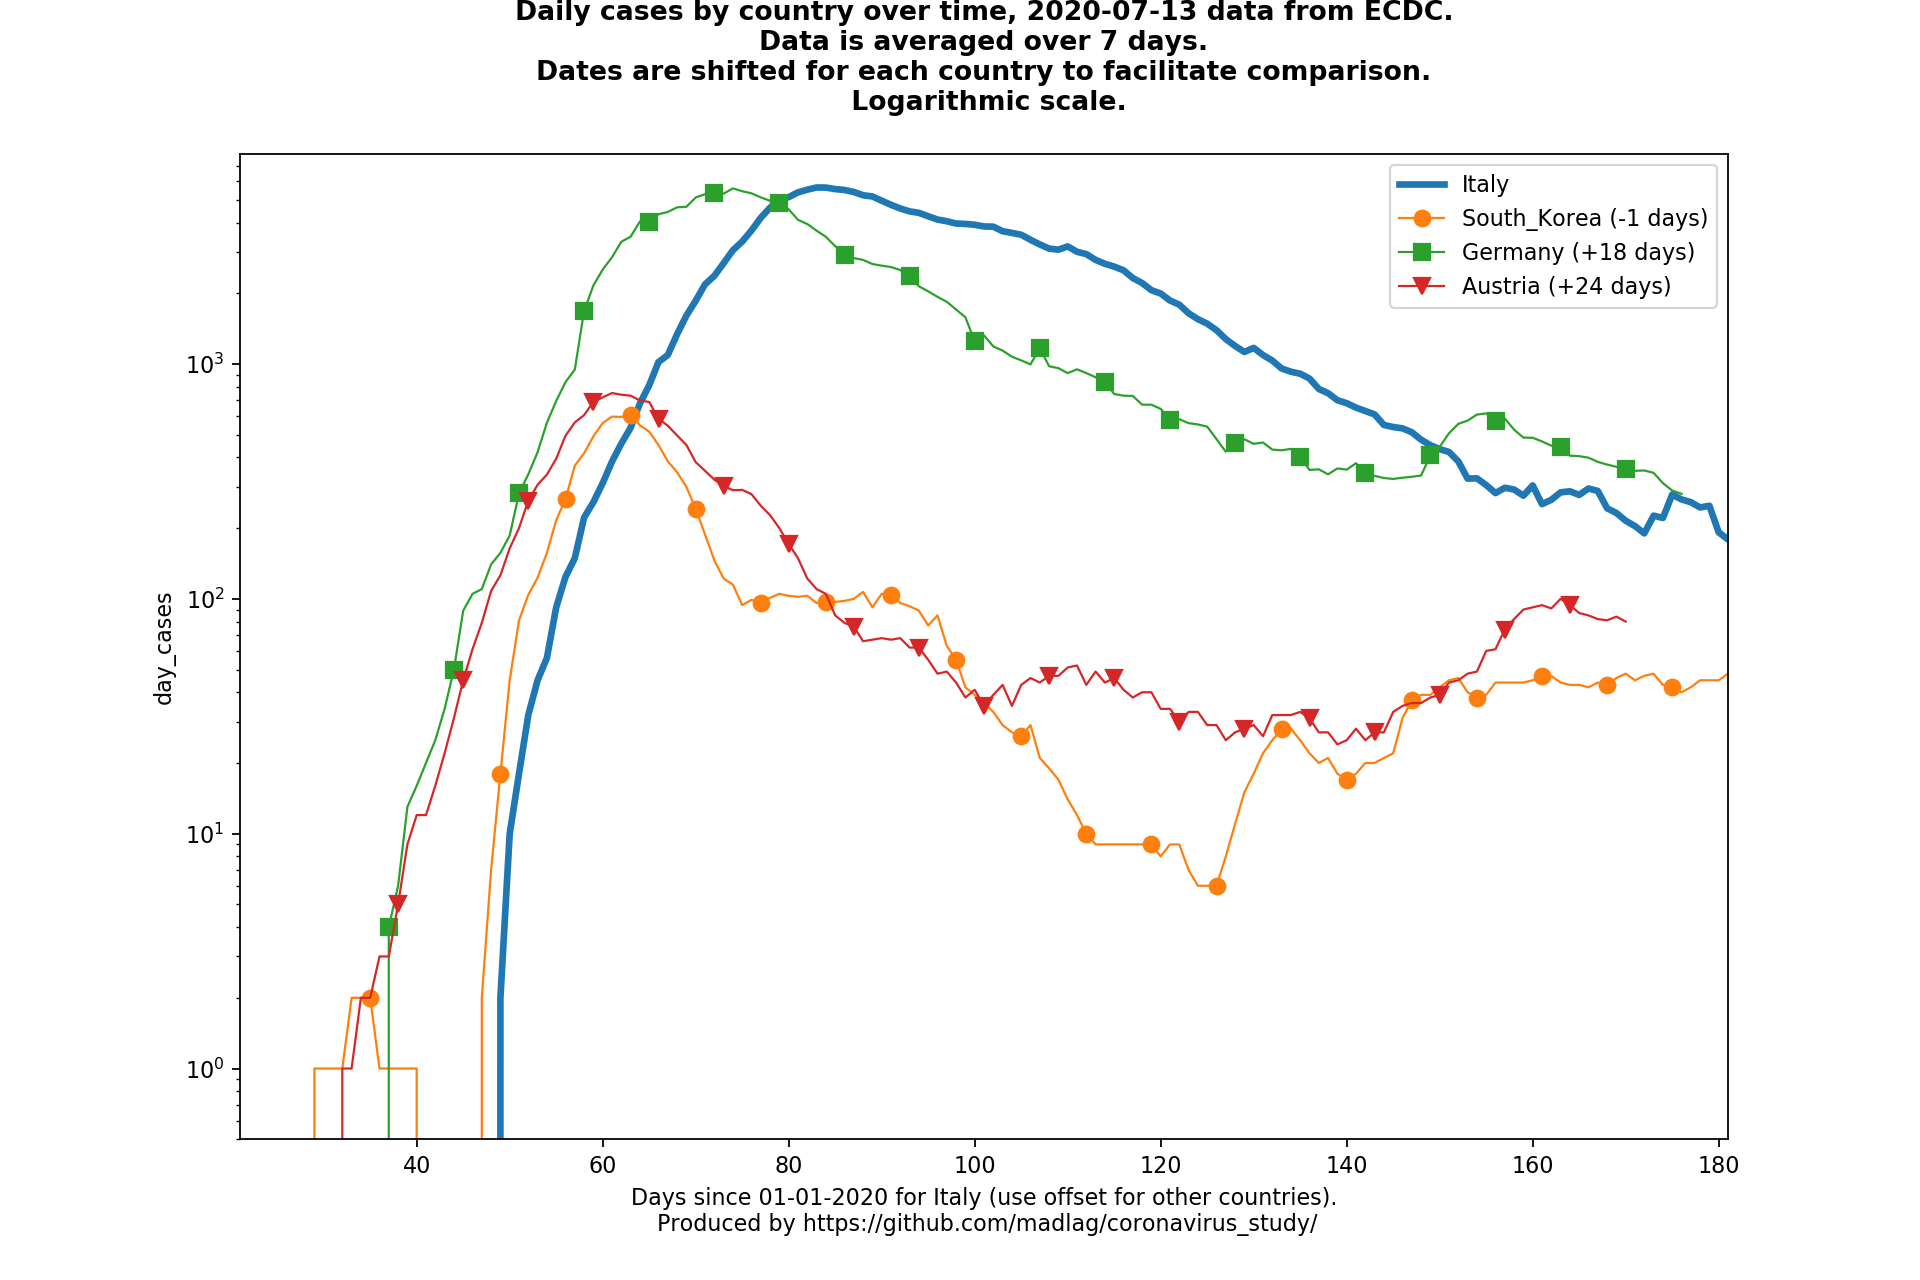 Daily cases by country over time, 2020-07-13 data from ECDC.
Data is averaged over 7 days.
Dates are shifted for each country to facilitate comparison.
Logarithmic scale.
Italy
South_Korea (-1 days)
Germany (+18 days)
Austria (+24 days)
day_cases
10³
10²
10¹
10⁰
40 60 80 100 120 140 160 180
Days since 01-01-2020 for Italy (use offset for other countries).
Produced by https://github.com/madlag/coronavirus_study/